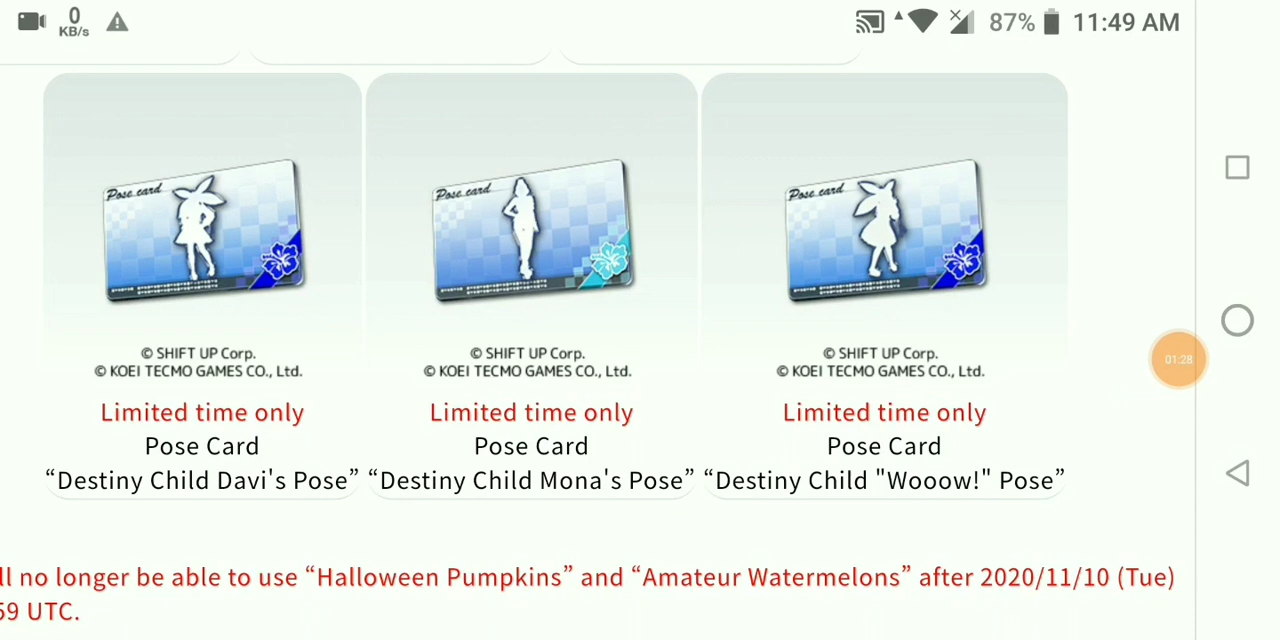 0
KB/s
87%
11:49 AM
Pose card
Pose card
Pose card
© SHIFT UP Corp.
© KOEI TECMO GAMES CO., Ltd.
© SHIFT UP Corp.
© KOEI TECMO GAMES CO., Ltd.
© SHIFT UP Corp.
© KOEI TECMO GAMES CO., Ltd.
Limited time only
Pose Card
“Destiny Child Davi's Pose”
Limited time only
Pose Card
“Destiny Child Mona's Pose”
Limited time only
Pose Card
“Destiny Child "Wooow!" Pose”
01:28
ll no longer be able to use “Halloween Pumpkins” and “Amateur Watermelons” after 2020/11/10 (Tue)
59 UTC.